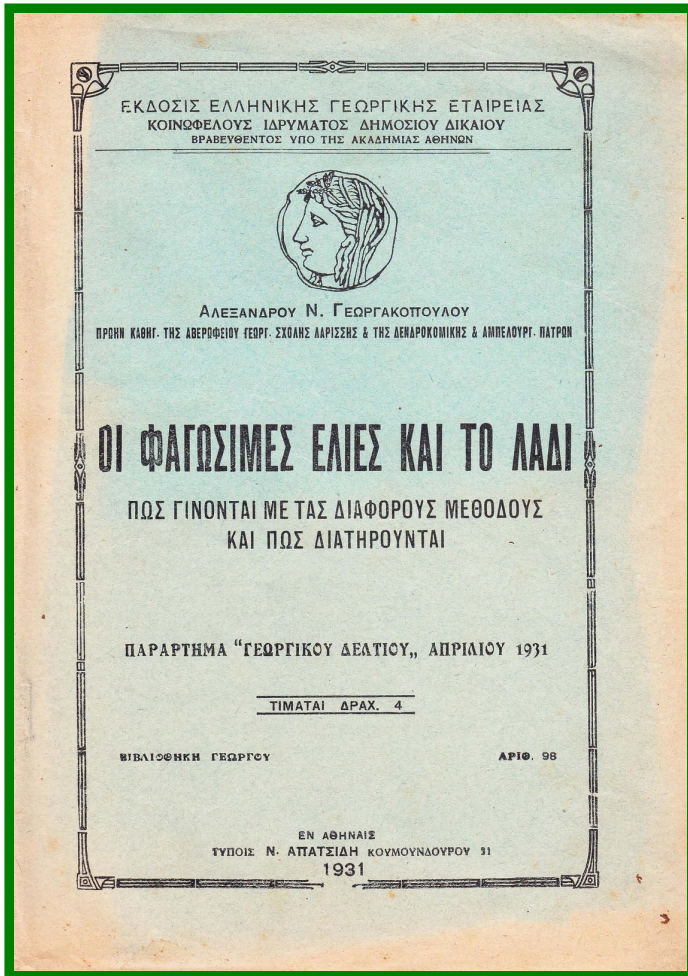 ΕΚΔΟΣΙΣ ΕΛΛΗΝΙΚΗΣ ΓΕΩΡΓΙΚΗΣ ΕΤΑΙΡΕΙΑΣ
ΚΟΙΝΩΦΕΛΟΥΣ ΙΔΡΥΜΑΤΟΣ ΔΗΜΟΣΙΟΥ ΔΙΚΑΙΟΥ
ΒΡΑΒΕΥΘΕΝΤΟΣ ΥΠΟ ΤΗΣ ΑΚΑΔΗΜΙΑΣ ΑΘΗΝΩΝ
ΑΛΕΞΑΝΔΡΟΥ Ν. ΓΕΩΡΓΑΚΟΠΟΥΛΟΥ
ΠΡΩΗΝ ΚΑΘΗΓ. ΤΗΣ ΑΒΕΡΩΦΕΙΟΥ ΓΕΩΡΓ. ΣΧΟΛΗΣ ΛΑΡΙΣΣΗΣ & ΤΗΣ ΔΕΝΔΡΟΚΟΜΙΚΗΣ & ΑΜΠΕΛΟΥΡΓ. ΠΑΤΡΩΝ
ΟΙ ΦΑΓΩΣΙΜΕΣ ΕΛΙΕΣ ΚΑΙ ΤΟ ΛΑΔΙ
ΠΩΣ ΓΙΝΟΝΤΑΙ ΜΕ ΤΑΣ ΔΙΑΦΟΡΟΥΣ ΜΕΘΟΔΟΥΣ
ΚΑΙ ΠΩΣ ΔΙΑΤΗΡΟΥΝΤΑΙ
ΠΑΡΑΡΤΗΜΑ “ΓΕΩΡΓΙΚΟΥ ΔΕΛΤΙΟΥ„ ΑΠΡΙΛΙΟΥ 1931
ΤΙΜΑΤΑΙ ΔΡΑΧ. 4
ΒΙΒΛΙΟΘΗΚΗ ΓΕΩΡΓΟΥ ΑΡΙΘ. 98
ΕΝ ΑΘΗΝΑΙΣ
ΤΥΠΟΙΣ Ν. ΑΠΑΤΣΙΔΗ ΚΟΥΜΟΥΝΔΟΥΡΟΥ 31
1931